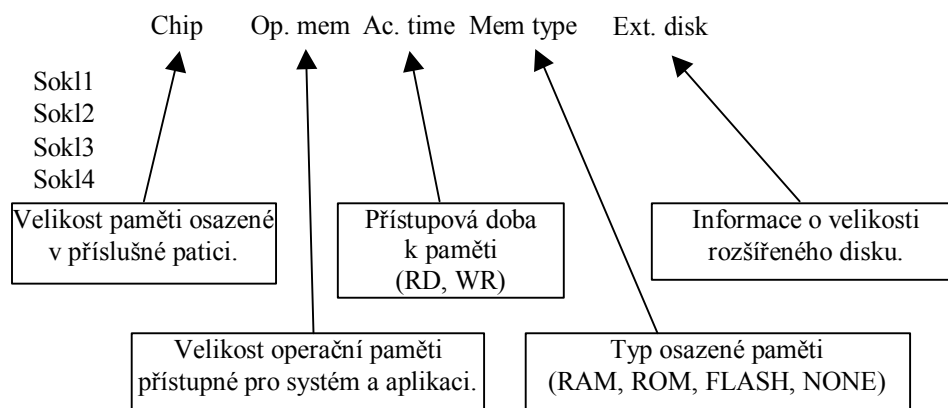 Chip Op. mem Ac. time Mem type Ext. disk
Sokl1
Sokl2
Sokl3
Sokl4
Velikost paměti osazené
v příslušné patici.
Přístupová doba
k paměti
(RD, WR)
Informace o velikosti
rozšířeného disku.
Velikost operační paměti
přístupné pro systém a aplikaci.
Typ osazené paměti
(RAM, ROM, FLASH, NONE)